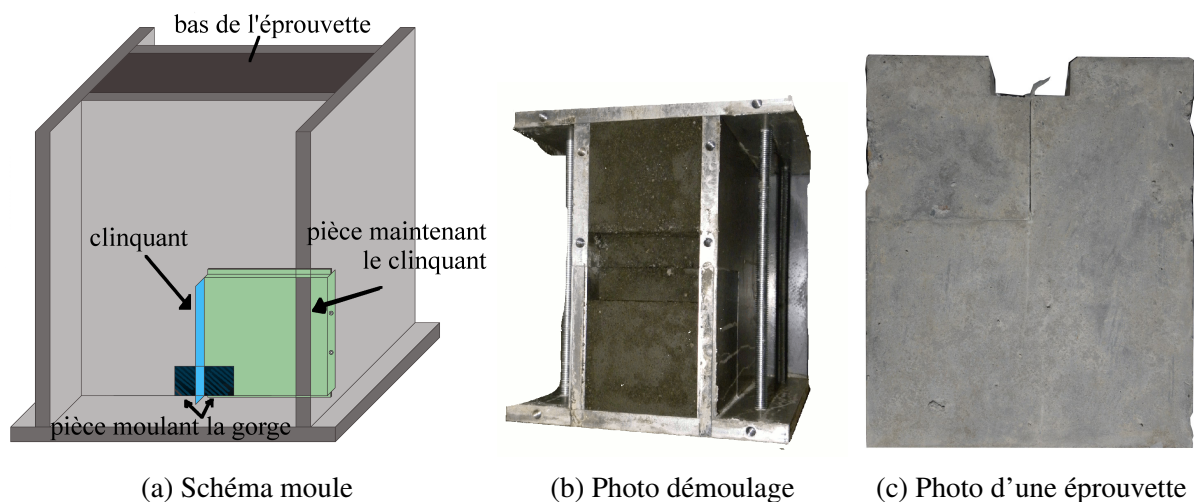 bas de l'éprouvette
clinquant
pièce maintenant
le clinquant
pièce moulant la gorge
(a) Schéma moule
(b) Photo démoulage
(c) Photo d'une éprouvette